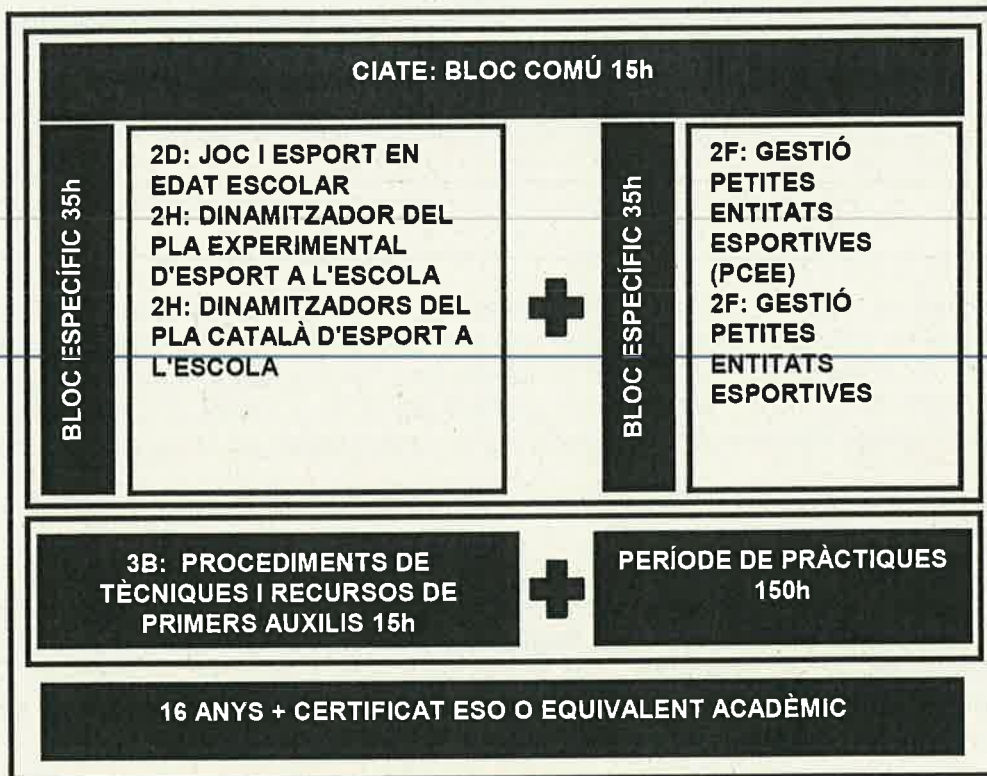 CIATE: BLOC COMÚ 15h
BLOC ESPECÍFIC 35h
2D: JOC I ESPORT EN
EDAT ESCOLAR
2H: DINAMITZADOR DEL
PLA EXPERIMENTAL
D'ESPORT A L'ESCOLA
2H: DINAMITZADORS DEL
PLA CATALÀ D'ESPORT A
L'ESCOLA
BLOC ESPECÍFIC 35h
2F: GESTIÓ
PETITES
ENTITATS
ESPORTIVES
(PCEE)
2F: GESTIÓ
PETITES
ENTITATS
ESPORTIVES
3B: PROCEDIMENTS DE
TÈCNIQUES I RECURSOS DE
PRIMERS AUXILIS 15h
PERÍODE DE PRÀCTIQUES
150h
16 ANYS + CERTIFICAT ESO O EQUIVALENT ACADÈMIC